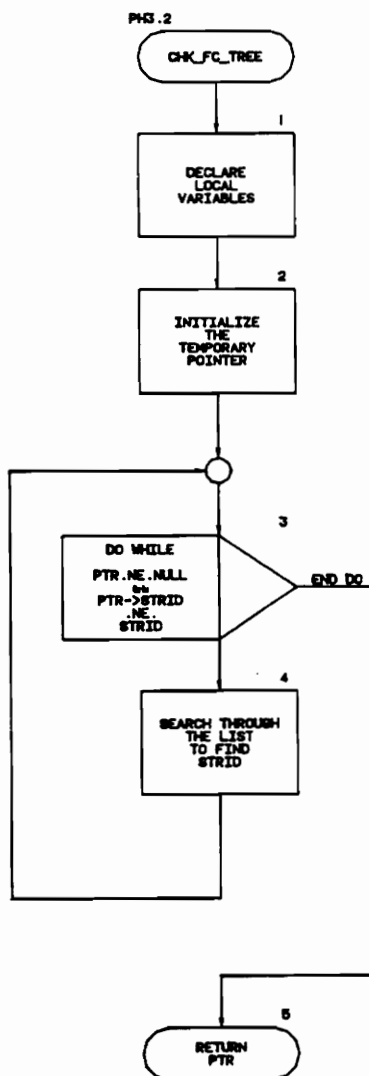 PH3.2
CHK_FC_TREE
1
DECLARE
LOCAL
VARIABLES
2
INITIALIZE
THE
TEMPORARY
POINTER
3
DO WHILE
PTR.NE.NULL
&&
PTR->STRID
.NE.
STRID
END DO
4
SEARCH THROUGH
THE LIST
TO FIND
STRID
5
RETURN
PTR